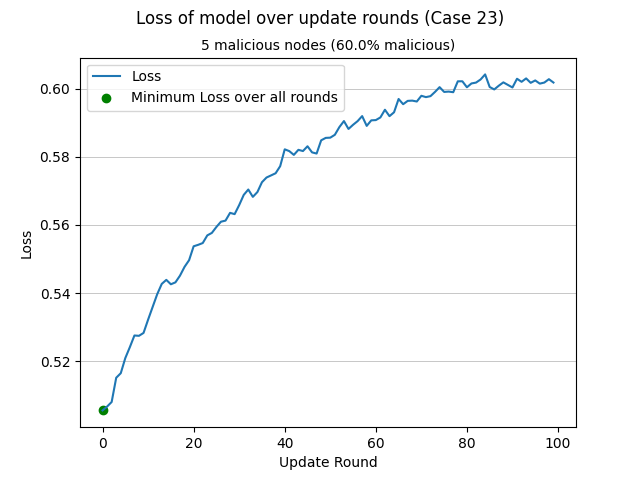 Loss of model over update rounds (Case 23)
5 malicious nodes (60.0% malicious)
Loss
Minimum Loss over all rounds
0.60
0.58
0.56
0.54
0.52
Loss
0 20 40 60 80 100
Update Round